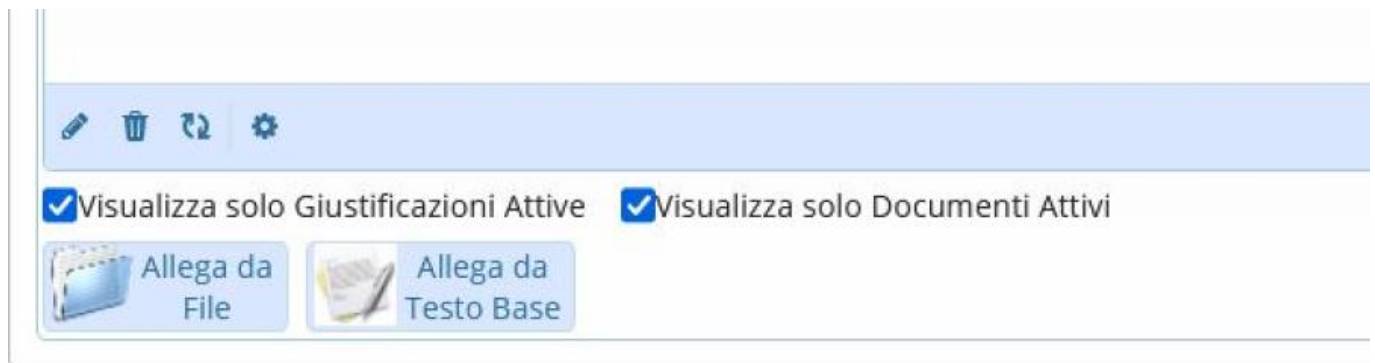 Visualizza solo Giustificazioni Attive Visualizza solo Documenti Attivi
Allega da File
Allega da Testo Base